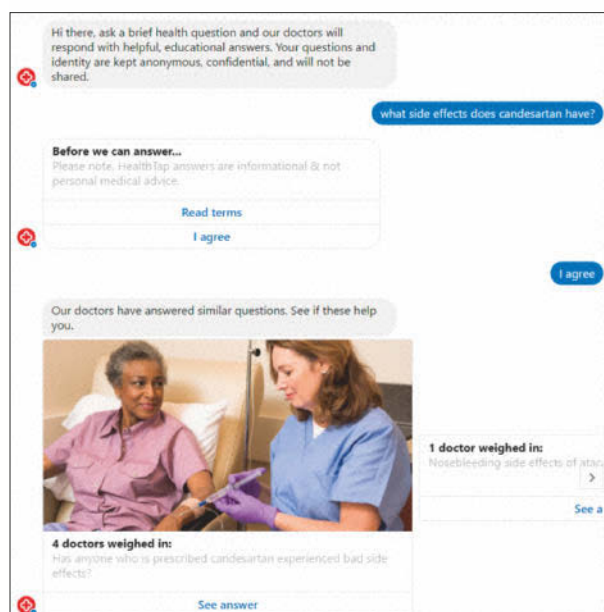 Hi there, ask a brief health question and our doctors will
respond with helpful, educational answers. Your questions and
identity are kept anonymous, confidential, and will not be
shared.
what side effects does candesartan have?
Before we can answer...
Please note, HealthTap answers are informational & not
personal medical advice.
Read terms
I agree
I agree
Our doctors have answered similar questions. See if these help
you.
1 doctor weighed in:
Nosebleeding side effects of atac
See a
4 doctors weighed in:
Has anyone who is prescribed candesartan experienced bad side
effects?
See answer